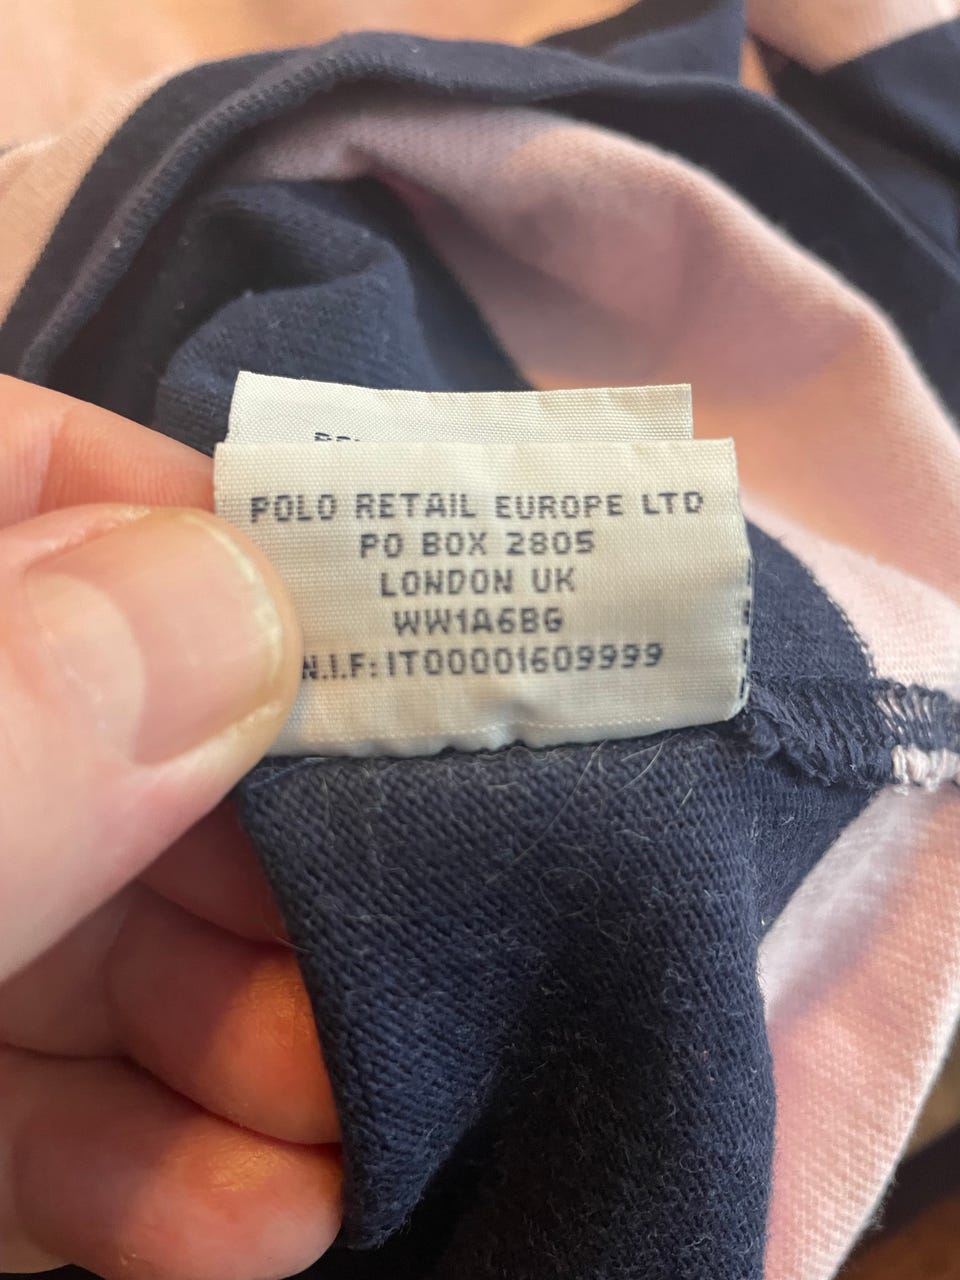 POLO RETAIL EUROPE LTD
PO BOX 2805
LONDON UK
WW1A6BG
N.I.F: IT00001609999